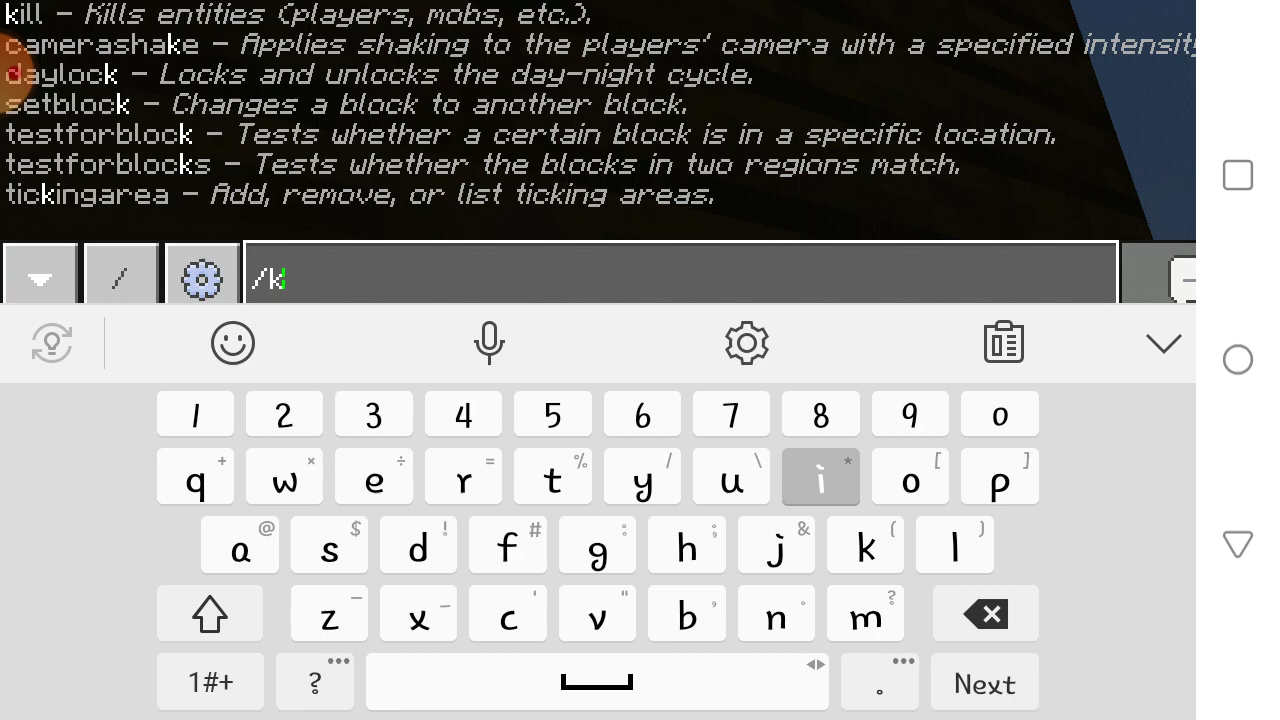 kill – Kills entities (players, mobs, etc.).
camerashake – Applies shaking to the players' camera with a specified intensity
daylock – Locks and unlocks the day-night cycle.
setblock – Changes a block to another block.
testforblock – Tests whether a certain block is in a specific location.
testforblocks – Tests whether the blocks in two regions match.
tickingarea – Add, remove, or list ticking areas.
/ /k
1 2 3 4 5 6 7 8 9 0
+ × ÷ = % / \ * [ ]
q w e r t y u i o p
@ $ ! # : ; & ( )
a s d f g h j k l
– _ ' " , ° ?
z x c v b n m
1#+ ? . Next